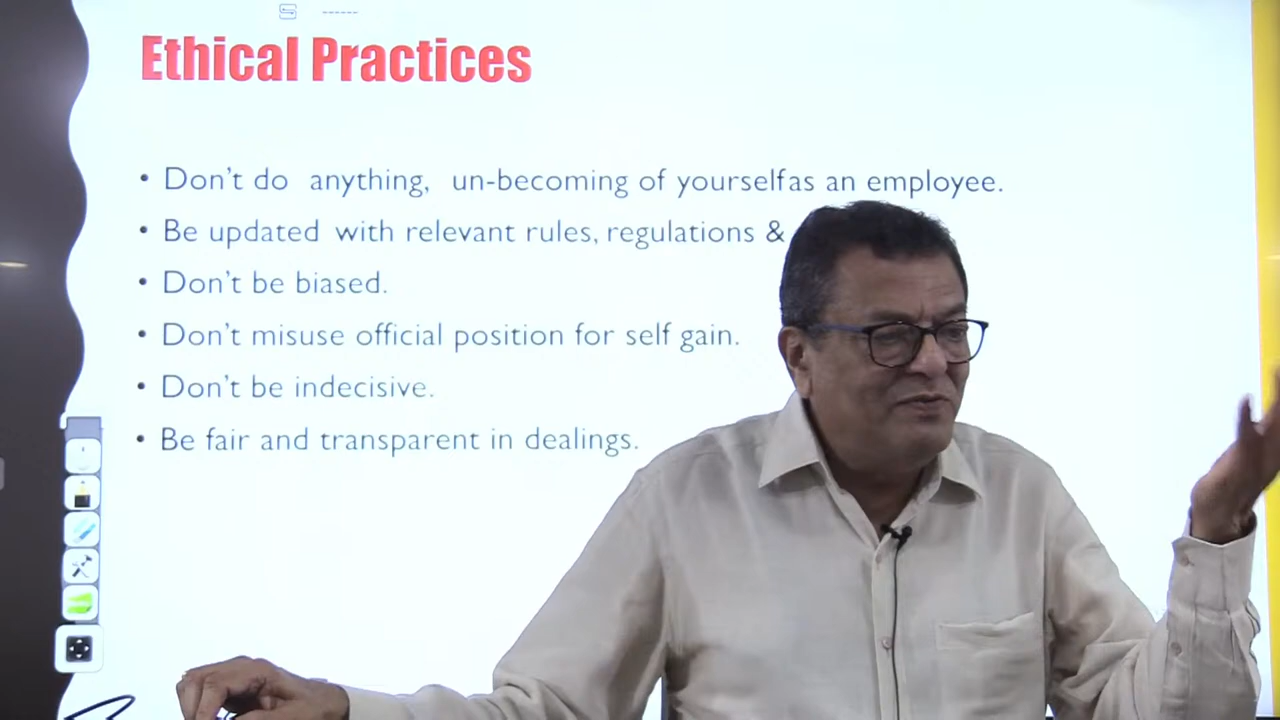 Ethical Practices
• Don't do anything, un-becoming of yourselfas an employee.
• Be updated with relevant rules, regulations &
• Don't be biased.
• Don't misuse official position for self gain.
• Don't be indecisive.
• Be fair and transparent in dealings.